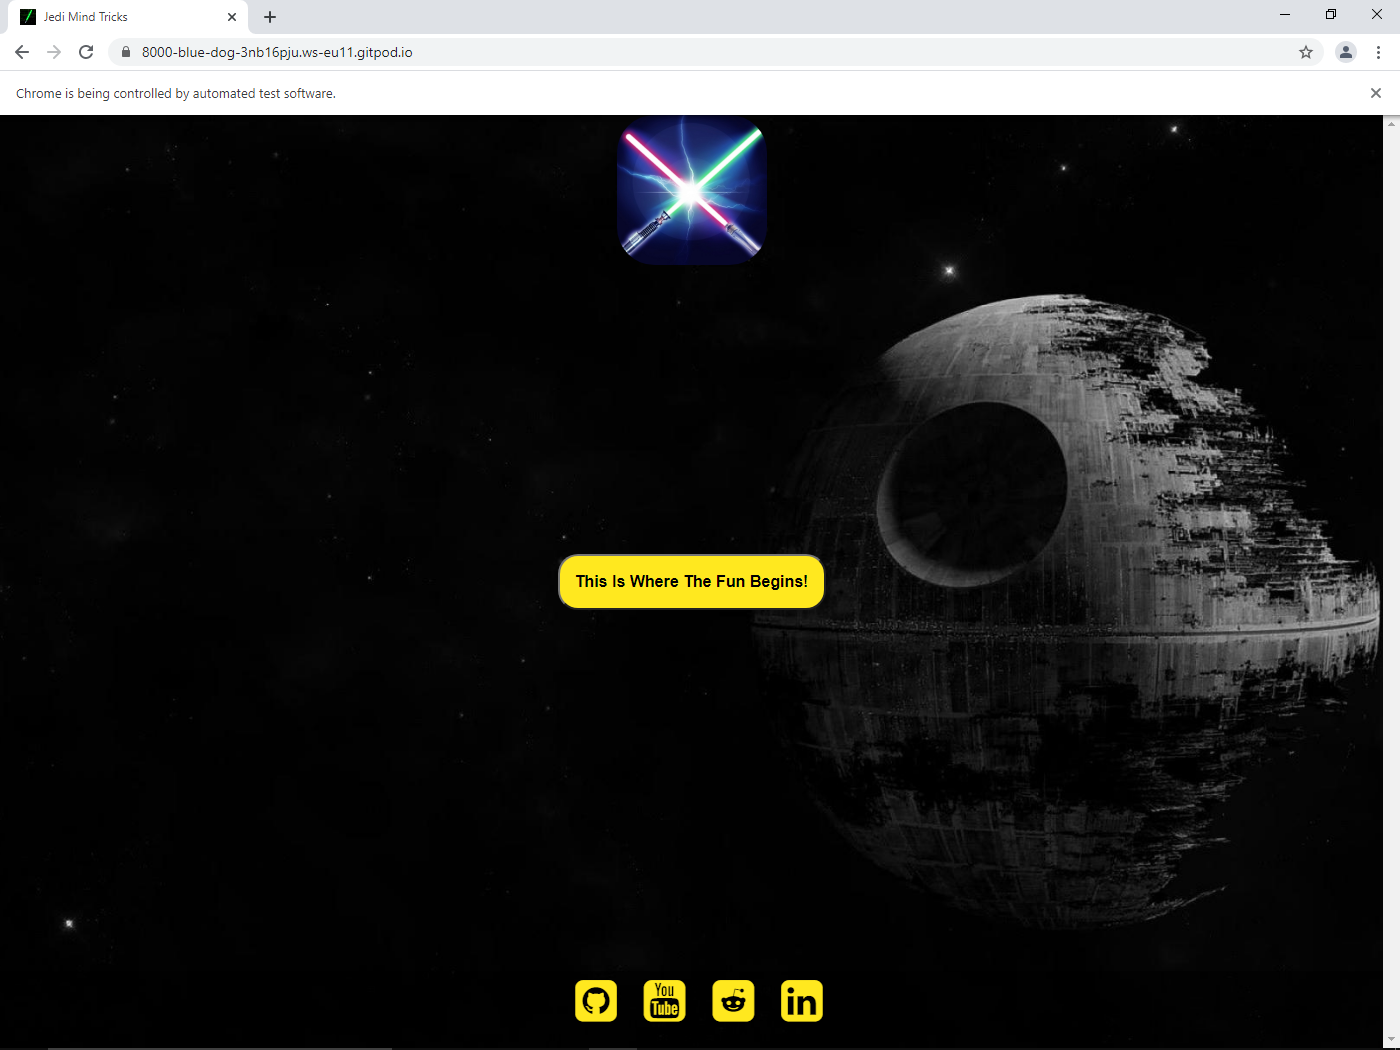 Jedi Mind Tricks
8000-blue-dog-3nb16pju.ws-eu11.gitpod.io
Chrome is being controlled by automated test software.
This Is Where The Fun Begins!
You
Tube
in